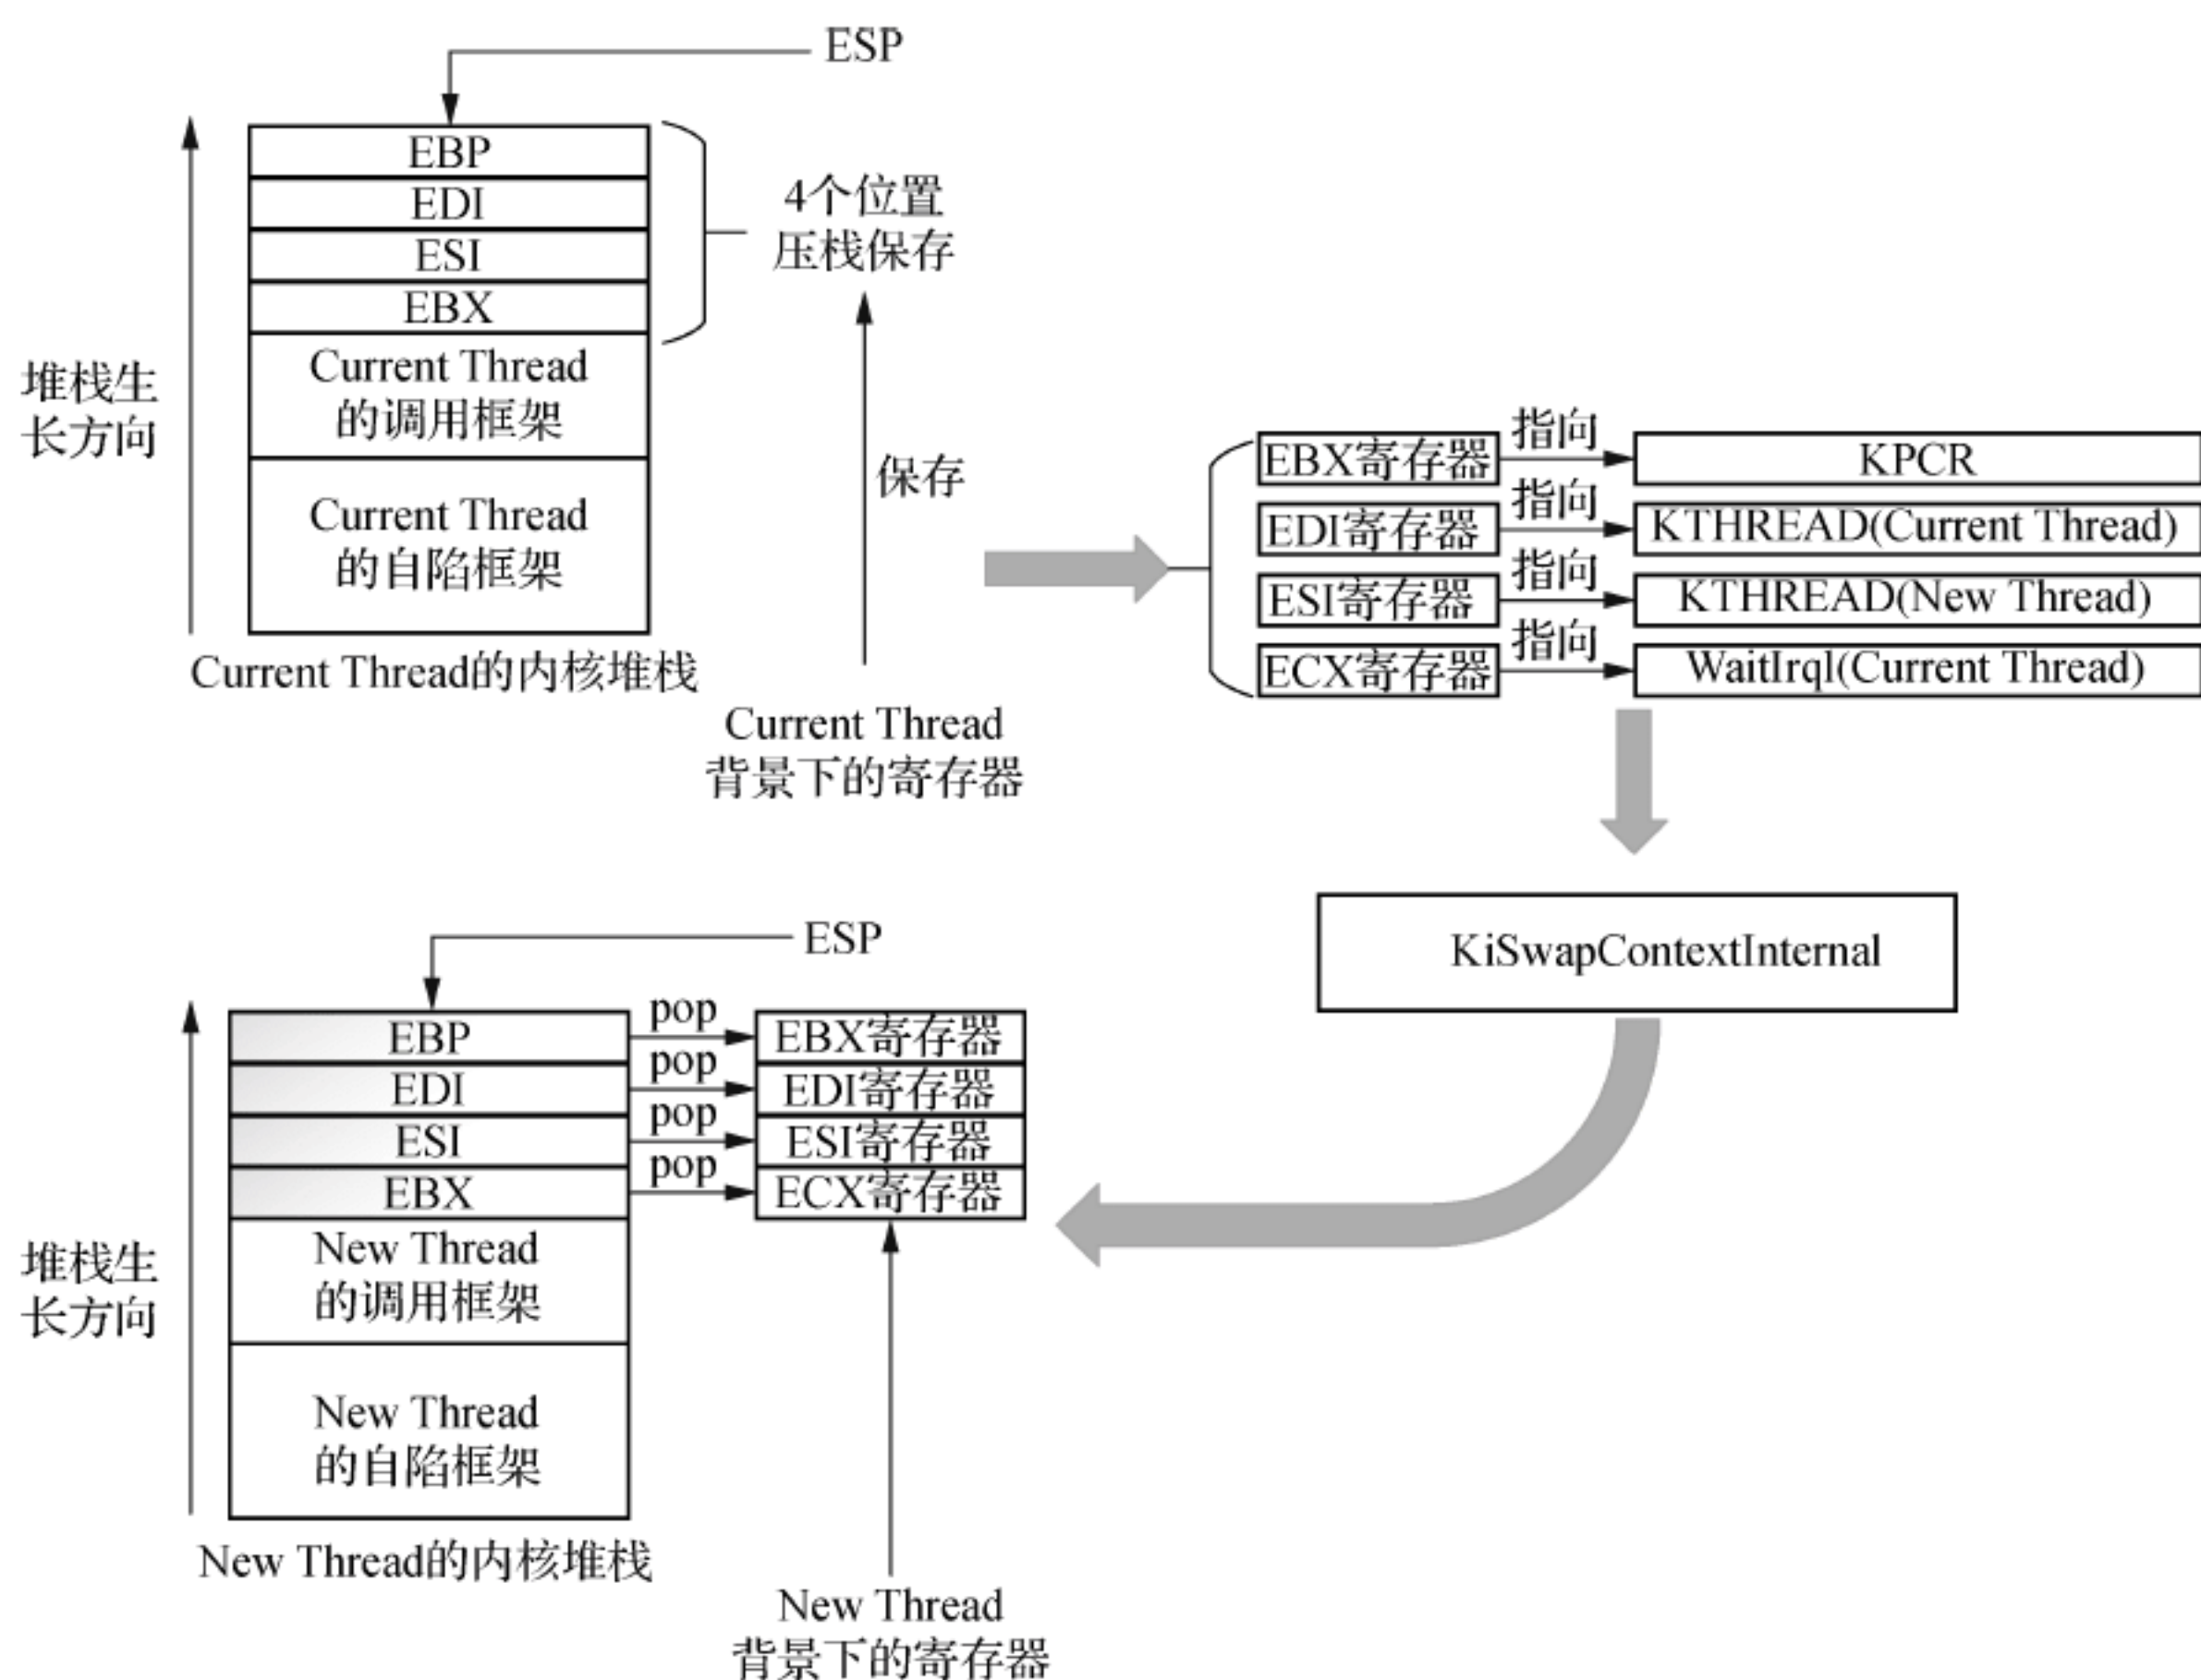 ESP
EBP
EDI
ESI
EBX
Current Thread
的调用框架
Current Thread
的自陷框架
堆栈生
长方向
Current Thread的内核堆栈
4个位置
压栈保存
保存
Current Thread
背景下的寄存器
EBX寄存器
指向
KPCR
EDI寄存器
指向
KTHREAD(Current Thread)
ESI寄存器
指向
KTHREAD(New Thread)
ECX寄存器
指向
WaitIrql(Current Thread)
KiSwapContextInternal
ESP
EBP
pop
EBX寄存器
EDI
pop
EDI寄存器
ESI
pop
ESI寄存器
EBX
pop
ECX寄存器
New Thread
的调用框架
New Thread
的自陷框架
堆栈生
长方向
New Thread的内核堆栈
New Thread
背景下的寄存器